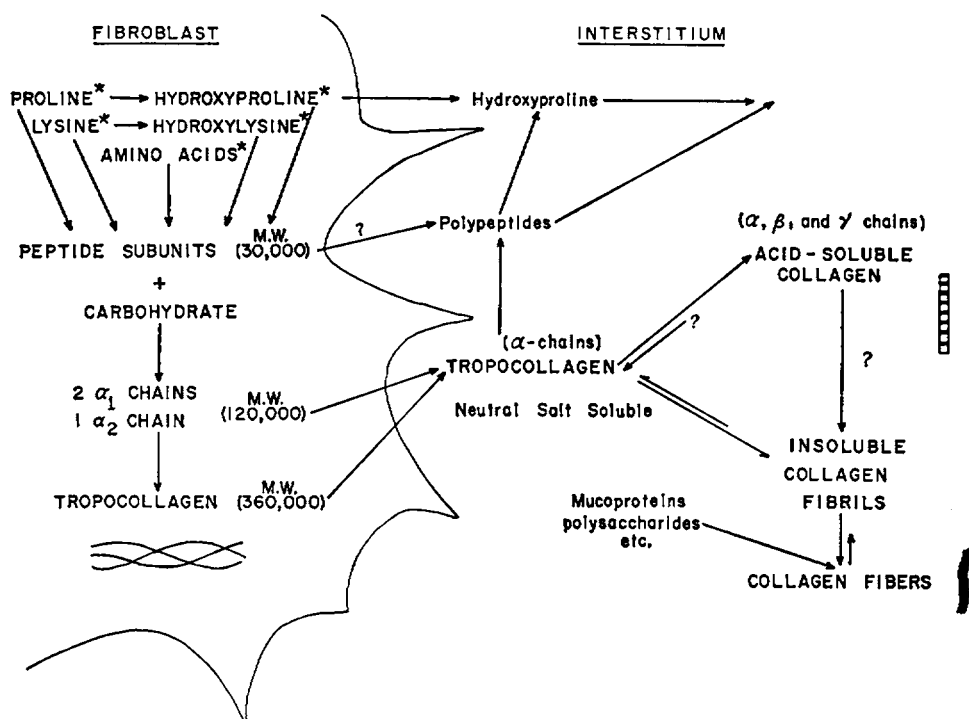 FIBROBLAST
INTERSTITIUM
PROLINE* HYDROXYPROLINE*
LYSINE* HYDROXYLYSINE*
AMINO ACIDS*
PEPTIDE SUBUNITS M.W. (30,000)
+
CARBOHYDRATE
2 α1 CHAINS
1 α2 CHAIN
M.W. (120,000)
TROPOCOLLAGEN M.W. (360,000)
Hydroxyproline
?
Polypeptides
(α-chains)
TROPOCOLLAGEN
Neutral Salt Soluble
?
(α, β, and γ chains)
ACID-SOLUBLE
COLLAGEN
?
INSOLUBLE
COLLAGEN
FIBRILS
Mucoproteins
polysaccharides
etc.
COLLAGEN FIBERS